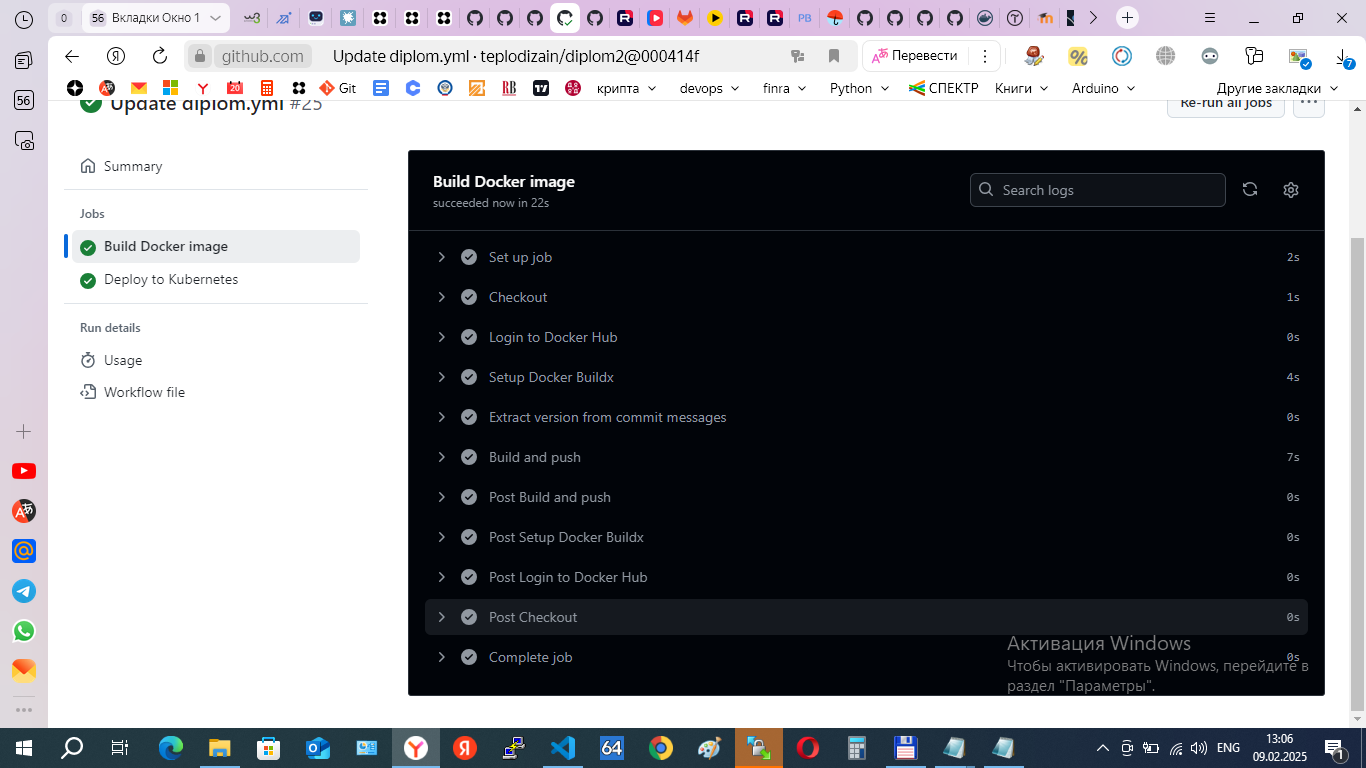 56 Вкладки Окно 1
20
PB
github.com
Update diplom.yml · teplodizain/diplom2@000414f
Перевести
7
56
Git
RB
крипта
devops
finra
Python
СПЕКТР
Книги
Arduino
Другие закладки
Update diplom.yml #25
Re-run all jobs
Summary
Jobs
Build Docker image
Deploy to Kubernetes
Run details
Usage
Workflow file
Build Docker image
succeeded now in 22s
Search logs
Set up job 2s
Checkout 1s
Login to Docker Hub 0s
Setup Docker Buildx 4s
Extract version from commit messages 0s
Build and push 7s
Post Build and push 0s
Post Setup Docker Buildx 0s
Post Login to Docker Hub 0s
Post Checkout 0s
Complete job 0s
Активация Windows
Чтобы активировать Windows, перейдите в
раздел "Параметры".
64
ENG
13:06
09.02.2025
1